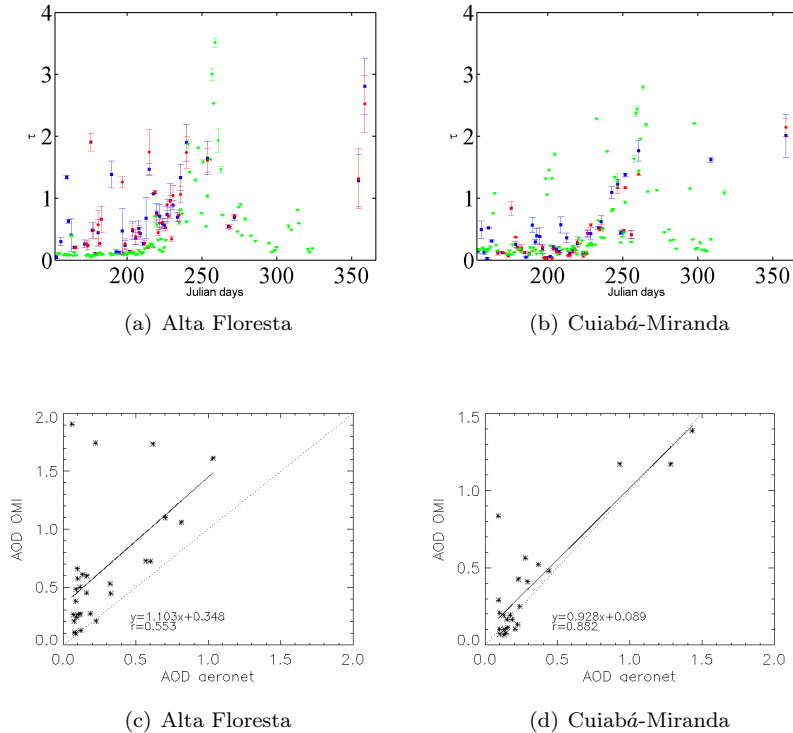 4
3
2
1
0
τ
200
250
300
350
Julian days
(a) Alta Floresta
4
3
2
1
0
τ
200
250
300
350
Julian days
(b) Cuiabá-Miranda
2.0
1.5
1.0
0.5
0.0
AOD OMI
y=1.103x+0.348
r=0.553
0.0
0.5
1.0
1.5
2.0
AOD aeronet
(c) Alta Floresta
1.5
1.0
0.5
0.0
AOD OMI
y=0.928x+0.089
r=0.882
0.0
0.5
1.0
1.5
2.0
AOD aeronet
(d) Cuiabá-Miranda